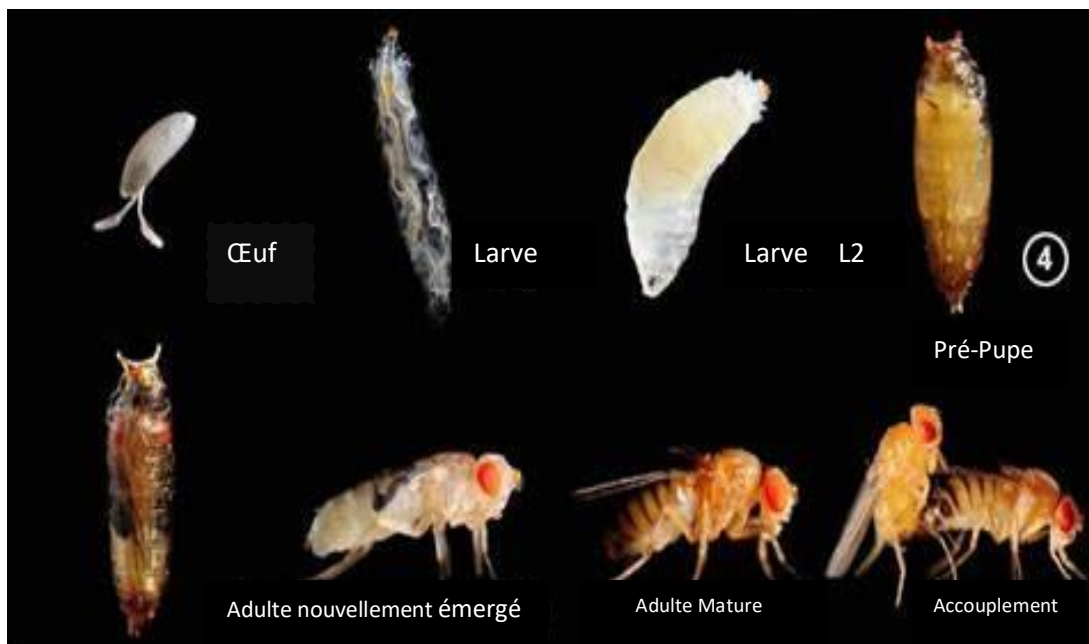 Œuf
Larve
Larve L2
4
Pré-Pupe
Adulte nouvellement émergé
Adulte Mature
Accouplement